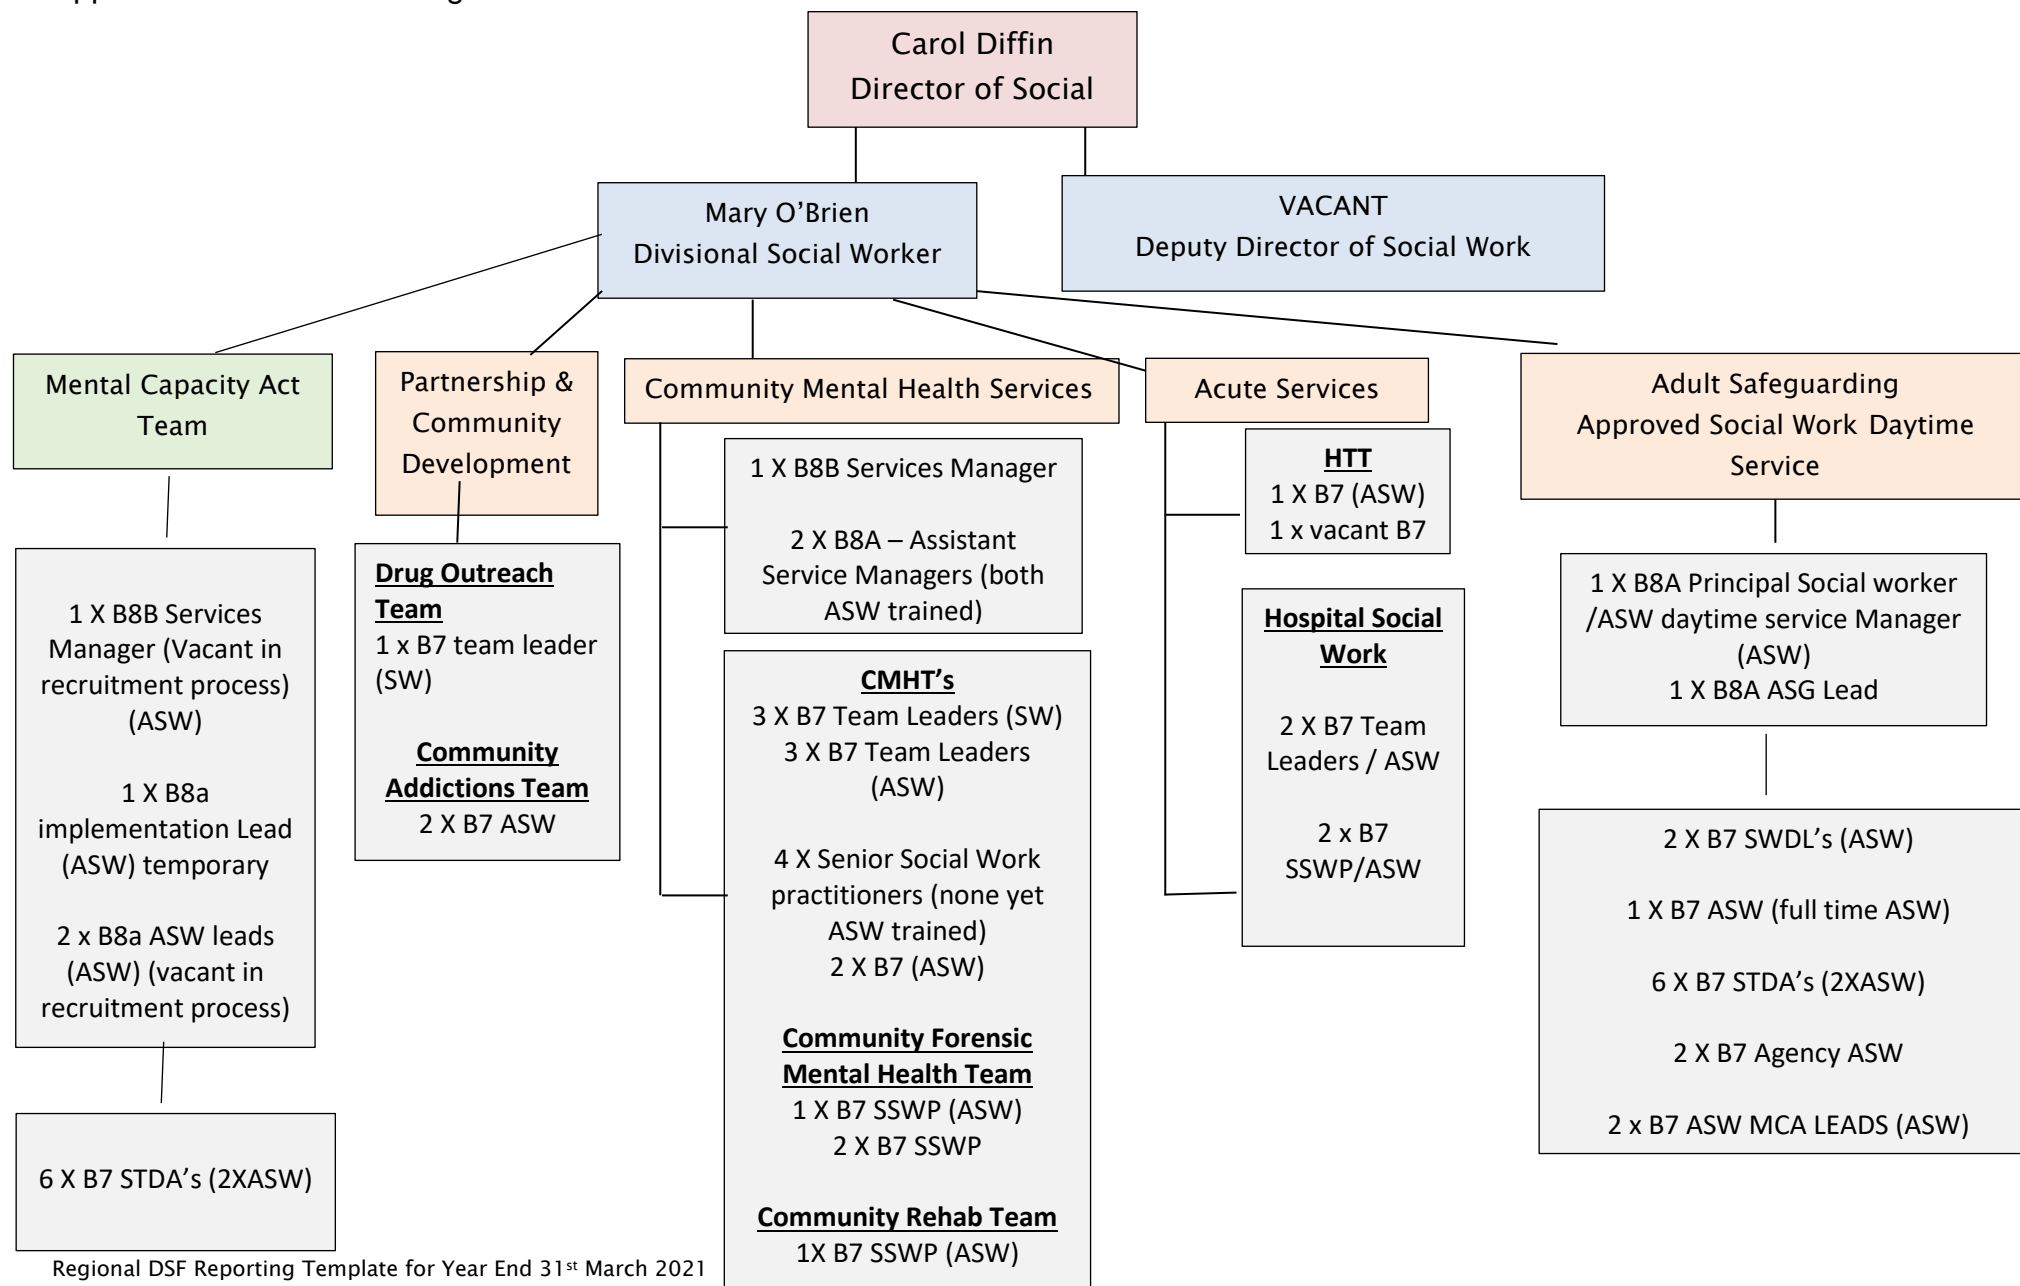 Carol Diffin
Director of Social
Mary O’Brien
Divisional Social Worker
VACANT
Deputy Director of Social Work
Mental Capacity Act
Team
Partnership &
Community
Development
Community Mental Health Services
Acute Services
Adult Safeguarding
Approved Social Work Daytime
Service
1 X B8B Services
Manager (Vacant in
recruitment process)
(ASW)
1 X B8a
implementation Lead
(ASW) temporary
2 x B8a ASW leads
(ASW) (vacant in
recruitment process)
6 X B7 STDA’s (2XASW)
Drug Outreach
Team
1 x B7 team leader
(SW)
Community
Addictions Team
2 X B7 ASW
1 X B8B Services Manager
2 X B8A – Assistant
Service Managers (both
ASW trained)
CMHT’s
3 X B7 Team Leaders (SW)
3 X B7 Team Leaders
(ASW)
4 X Senior Social Work
practitioners (none yet
ASW trained)
2 X B7 (ASW)
Community Forensic
Mental Health Team
1 X B7 SSWP (ASW)
2 X B7 SSWP
Community Rehab Team
1X B7 SSWP (ASW)
HTT
1 X B7 (ASW)
1 x vacant B7
Hospital Social
Work
2 X B7 Team
Leaders / ASW
2 x B7
SSWP/ASW
1 X B8A Principal Social worker
/ASW daytime service Manager
(ASW)
1 X B8A ASG Lead
2 X B7 SWDL’s (ASW)
1 X B7 ASW (full time ASW)
6 X B7 STDA’s (2XASW)
2 X B7 Agency ASW
2 x B7 ASW MCA LEADS (ASW)
Regional DSF Reporting Template for Year End 31st March 2021